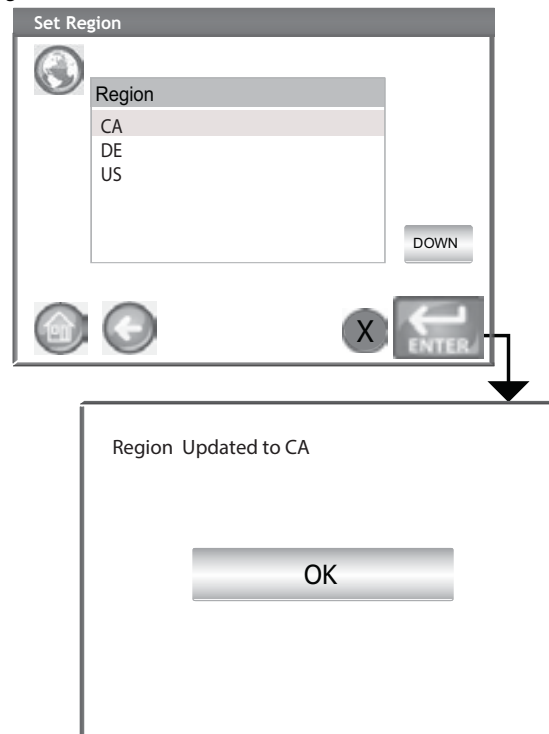 Set Region
Region
CA
DE
US
DOWN
X
ENTER
Region Updated to CA
OK